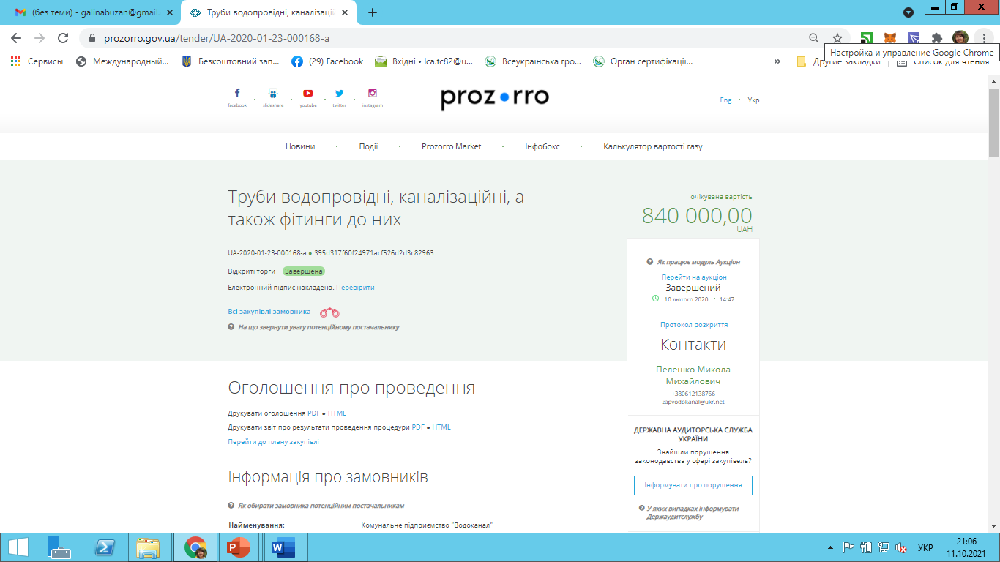 (без теми) - galinabuzan@gmail.
Труби водопровідні, каналізацій
prozorro.gov.ua/tender/UA-2020-01-23-000168-a
Настройка и управление Google Chrome
Сервисы
Международный...
Безкоштовний зап...
(29) Facebook
Вхідні • lca.tc82@u...
Всеукраїнська гро...
Орган сертифікації...
»
Другие закладки
Список для чтения
facebook
slideshare
youtube
twitter
instagram
prozorro
Eng • Укр
Новини • Події • Prozorro Market • Інфобокс • Калькулятор вартості газу
Труби водопровідні, каналізаційні, а
також фітинги до них
очікувана вартість
840 000,00
UAH
UA-2020-01-23-000168-a ● 395d317f60f24971acf526d2d3c82963
Відкриті торги Завершена
Електронний підпис накладено. Перевірити
Всі закупівлі замовника
На що звернути увагу потенційному постачальнику
Як працює модуль Аукціон
Перейти на аукціон
Завершений
10 лютого 2020 • 14:47
Протокол розкриття
Контакти
Пелешко Микола
Михайлович
+380612138766
zapvodokanal@ukr.net
Оголошення про проведення
Друкувати оголошення PDF ● HTML
Друкувати звіт про результати проведення процедури PDF ● HTML
Перейти до плану закупівлі
ДЕРЖАВНА АУДИТОРСЬКА СЛУЖБА
УКРАЇНИ
Знайшли порушення
законодавства у сфері закупівель?
Інформувати про порушення
У яких випадках інформувати
Держаудитслужбу
Інформація про замовників
Як обирати замовника потенційним постачальникам
Найменування: Комунальне підприємство "Водоканал"
УКР
21:06
11.10.2021